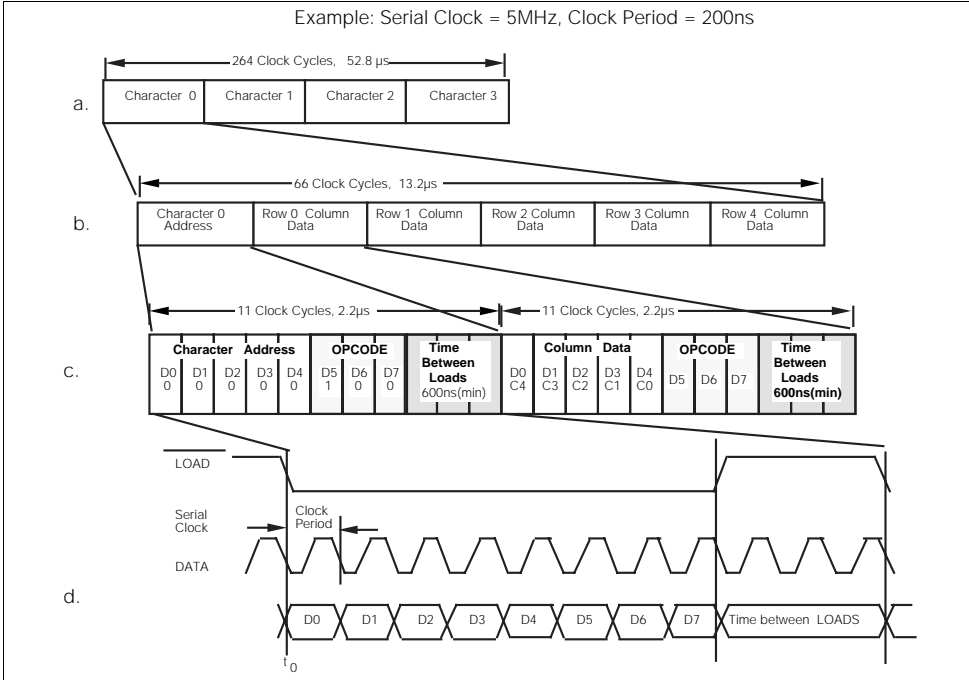 Example: Serial Clock = 5MHz, Clock Period = 200ns
264 Clock Cycles, 52.8 µs
a.
Character 0
Character 1
Character 2
Character 3
66 Clock Cycles, 13.2µs
b.
Character 0
Address
Row 0 Column
Data
Row 1 Column
Data
Row 2 Column
Data
Row 3 Column
Data
Row 4 Column
Data
11 Clock Cycles, 2.2µs
11 Clock Cycles, 2.2µs
c.
Character Address
OPCODE
Time
Between
Loads
600ns(min)
Column Data
OPCODE
Time
Between
Loads
600ns(min)
D0 D1 D2 D3 D4 D5 D6 D7
0 0 0 0 0 1 0 0
D0 D1 D2 D3 D4 D5 D6 D7
C4 C3 C2 C1 C0
LOAD
Serial
Clock
Clock
Period
DATA
d.
D0 D1 D2 D3 D4 D5 D6 D7 Time between LOADS
t0